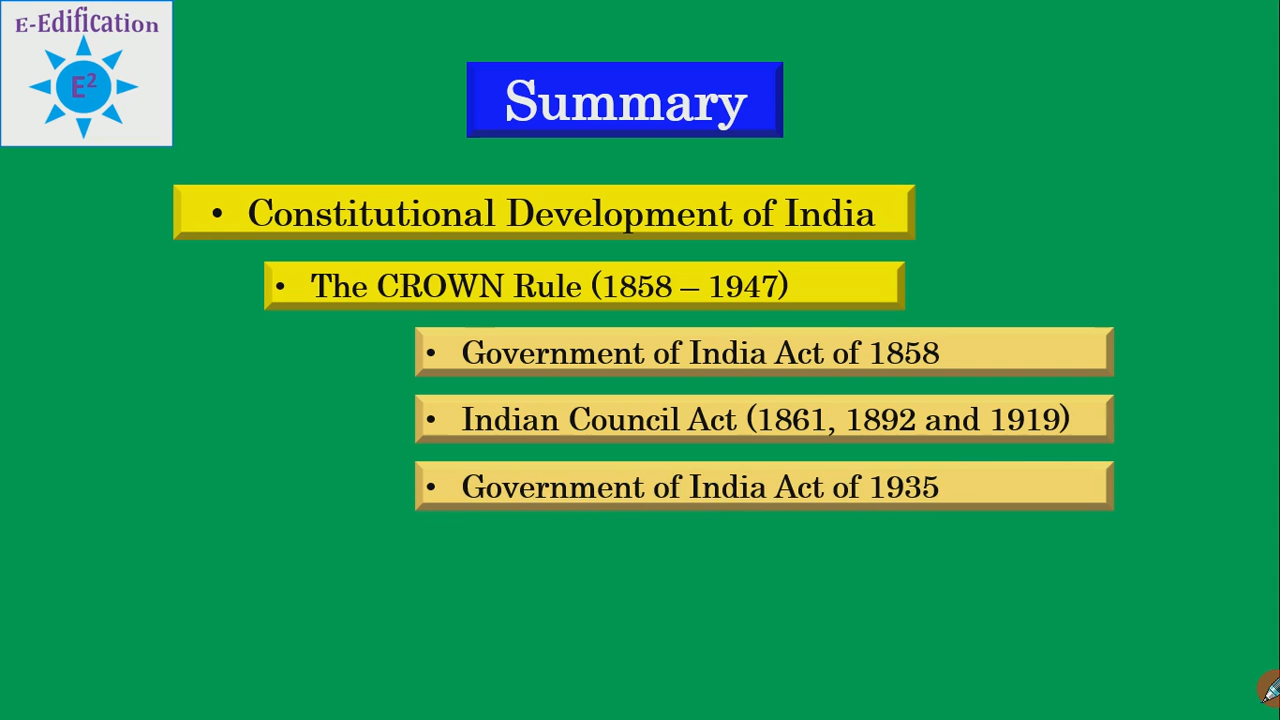 E-Edification
E²
Summary
• Constitutional Development of India
• The CROWN Rule (1858 – 1947)
• Government of India Act of 1858
• Indian Council Act (1861, 1892 and 1919)
• Government of India Act of 1935